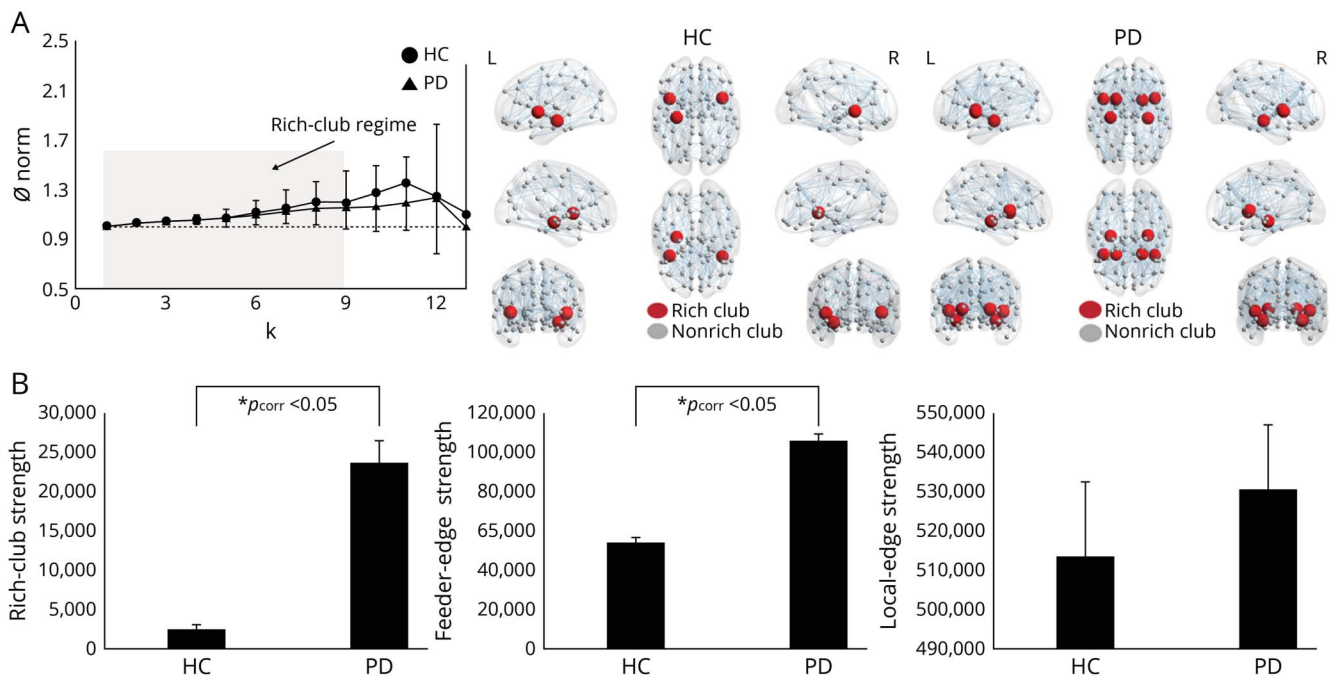 A
2.5
2.1
1.7
1.3
0.9
0.5
Ø norm
HC
PD
Rich-club regime
0
3
6
9
12
k
L
HC
R
Rich club
Nonrich club
L
PD
R
Rich club
Nonrich club
B
Rich-club strength
30,000
25,000
20,000
15,000
10,000
5,000
0
*pcorr <0.05
HC
PD
Feeder-edge strength
120,000
100,000
80,000
65,000
40,000
20,000
0
*pcorr <0.05
HC
PD
Local-edge strength
550,000
540,000
530,000
520,000
510,000
500,000
490,000
HC
PD